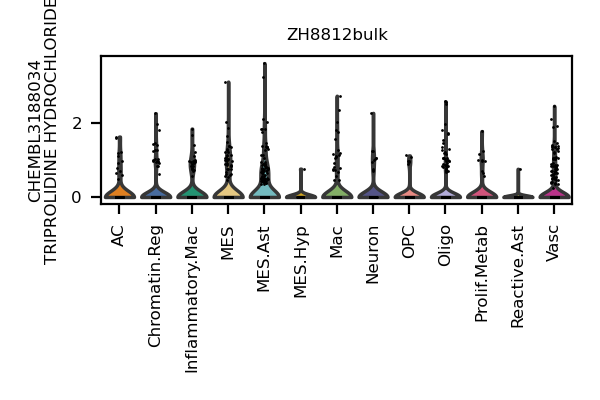 ZH8812bulk
CHEMBL3188034
TRIPROLIDINE HYDROCHLORIDE
2
0
AC
Chromatin.Reg
Inflammatory.Mac
MES
MES.Ast
MES.Hyp
Mac
Neuron
OPC
Oligo
Prolif.Metab
Reactive.Ast
Vasc